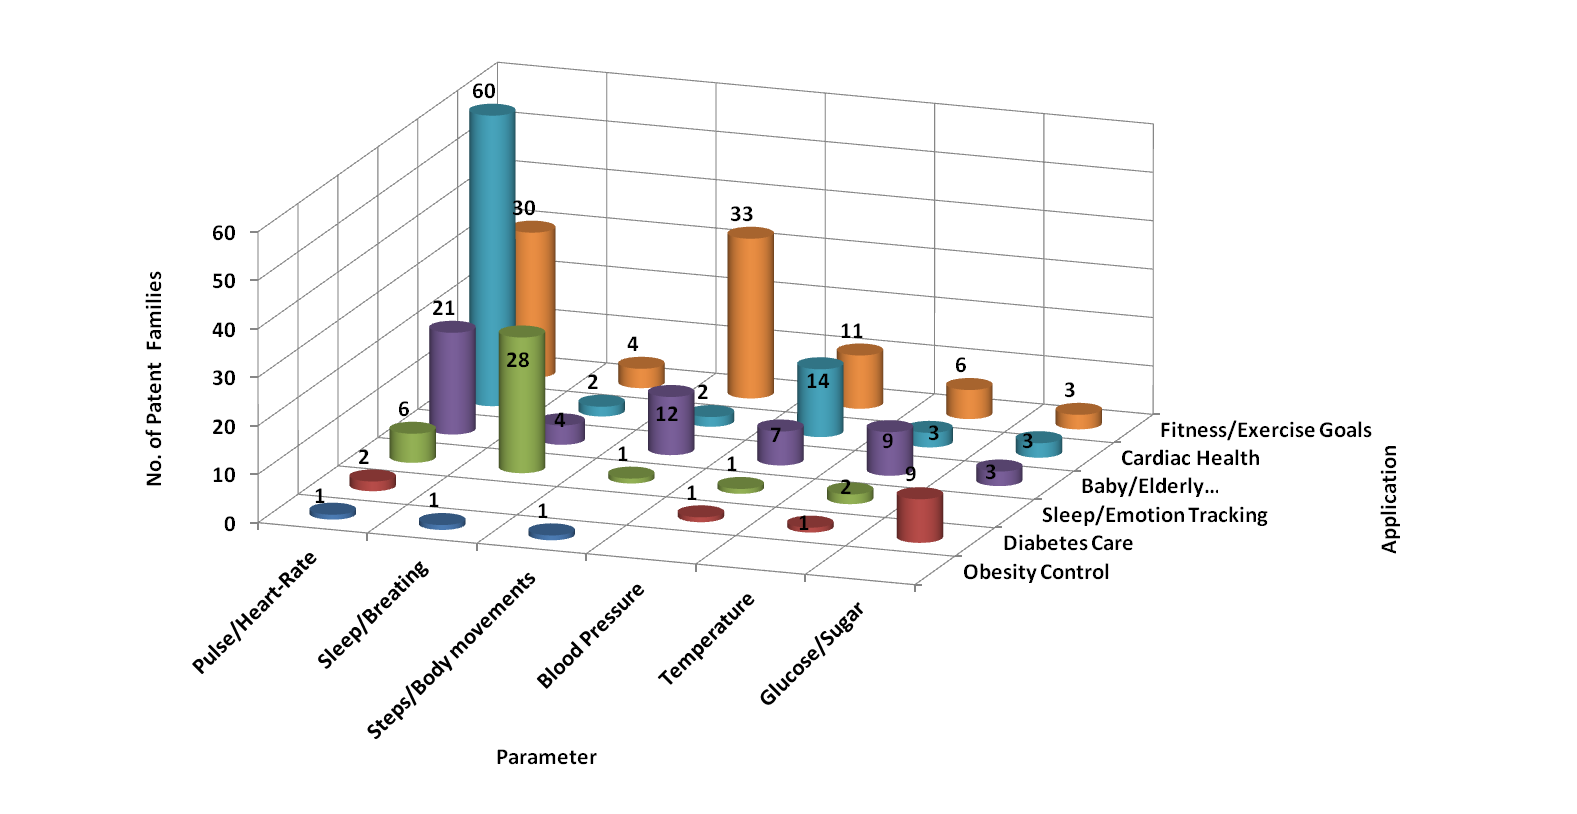 60
30
33
60
50
21
40
11
4
28
14
30
6
3
2
2
6
12
20
4
7
9
3
3
Fitness/Exercise Goals
2
1
1
9
3
Cardiac Health
10
2
Baby/Elderly...
1
1
1
1
1
Sleep/Emotion Tracking
0
1
Diabetes Care
Obesity Control
No. of Patent Families
Application
Pulse/Heart-Rate
Sleep/Breating
Steps/Body movements
Blood Pressure
Temperature
Glucose/Sugar
Parameter